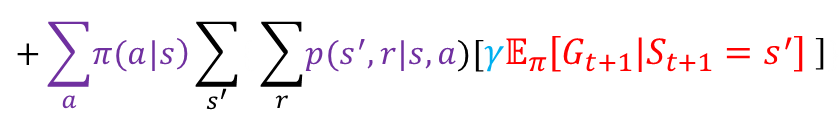 + ∑_a π(a|s) ∑_{s′} ∑_r p(s′, r|s, a)[γ𝔼_π[G_{t+1}|S_{t+1} = s′] ]